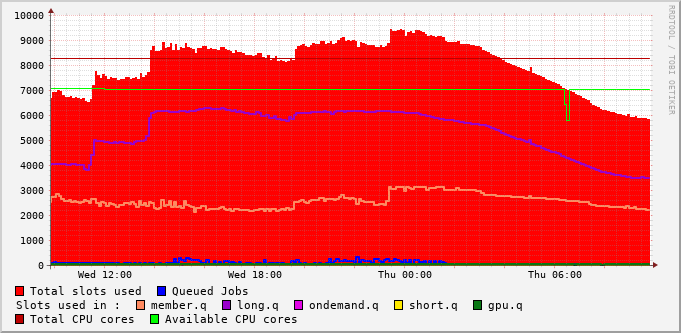 RRDTOOL / TOBI OETIKER
10000
9000
8000
7000
6000
5000
4000
3000
2000
1000
0
Wed 12:00 Wed 18:00 Thu 00:00 Thu 06:00
Total slots used Queued Jobs
Slots used in : member.q long.q ondemand.q short.q gpu.q
Total CPU cores Available CPU cores